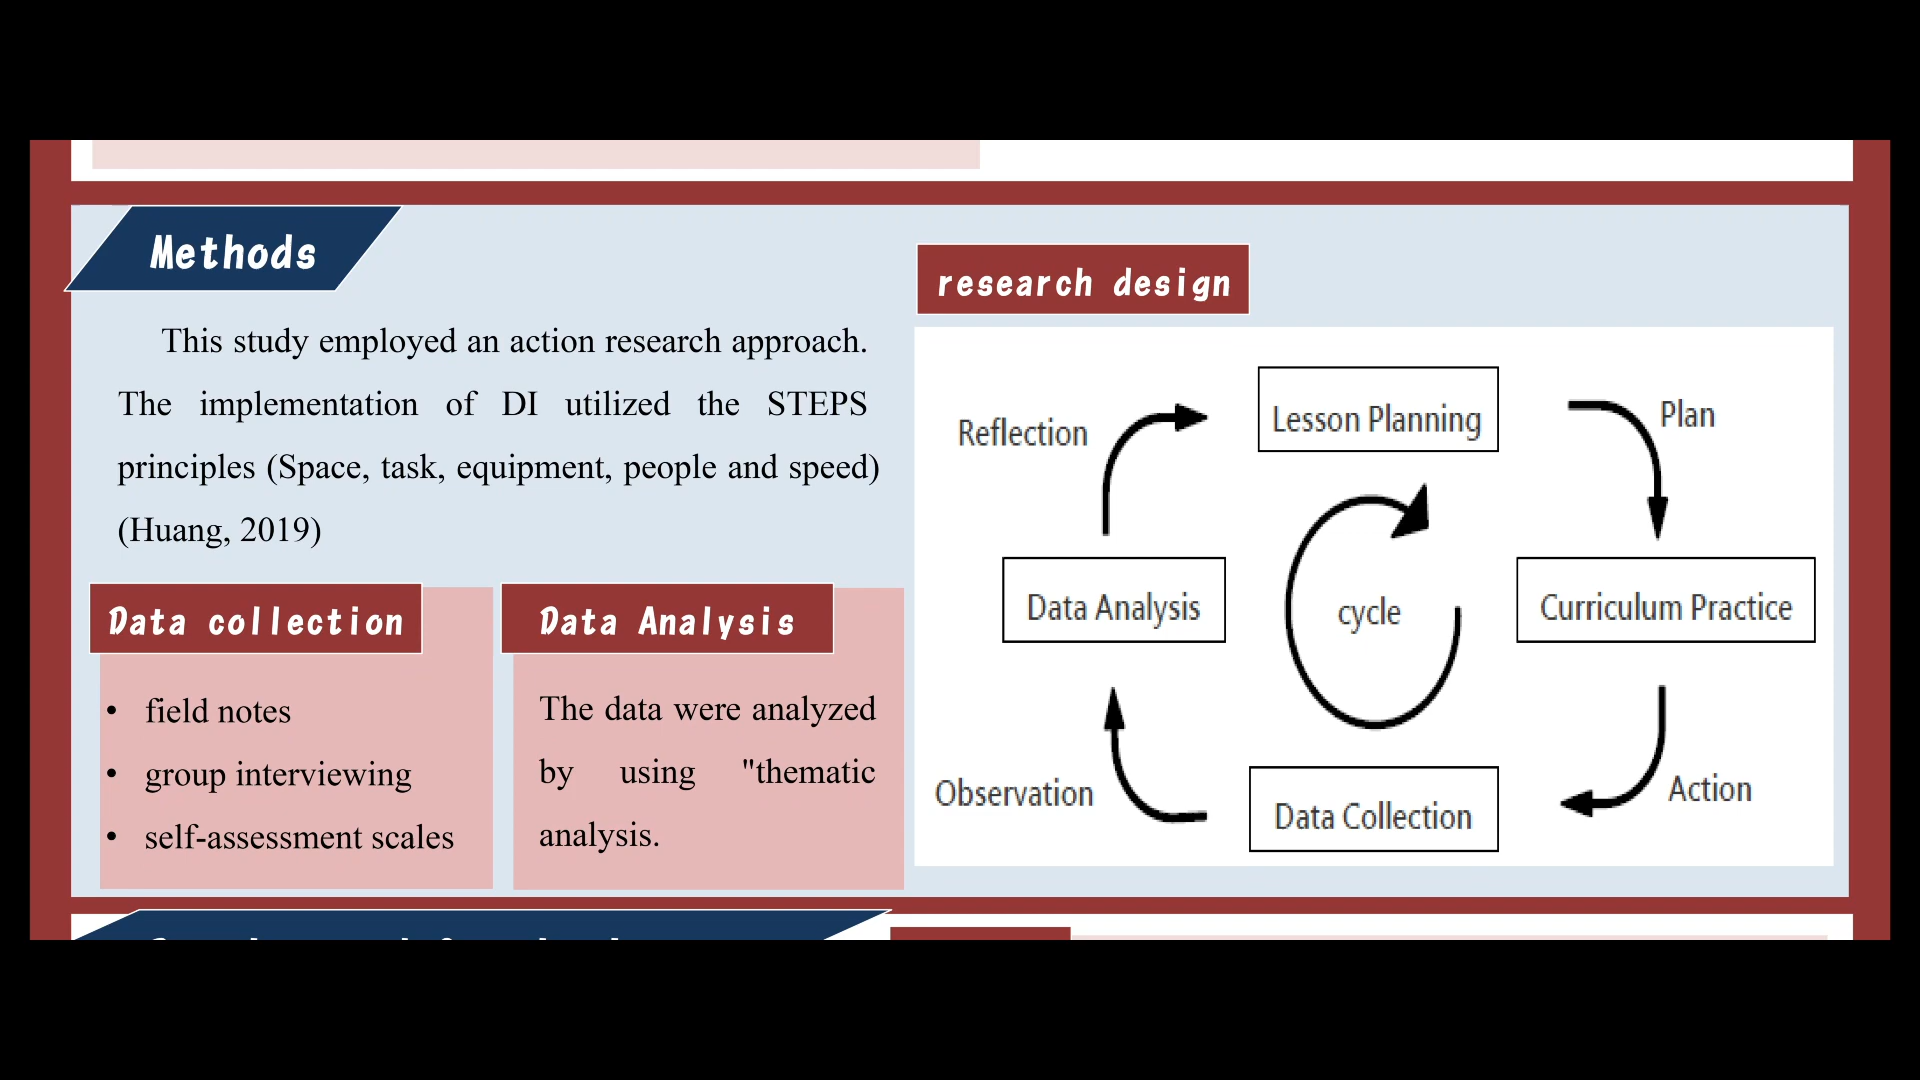 Methods
This study employed an action research approach.
The implementation of DI utilized the STEPS
principles (Space, task, equipment, people and speed)
(Huang, 2019)
Data collection
• field notes
• group interviewing
• self-assessment scales
Data Analysis
The data were analyzed
by using "thematic
analysis.
research design
Reflection
Lesson Planning
Plan
Data Analysis
cycle
Curriculum Practice
Observation
Data Collection
Action